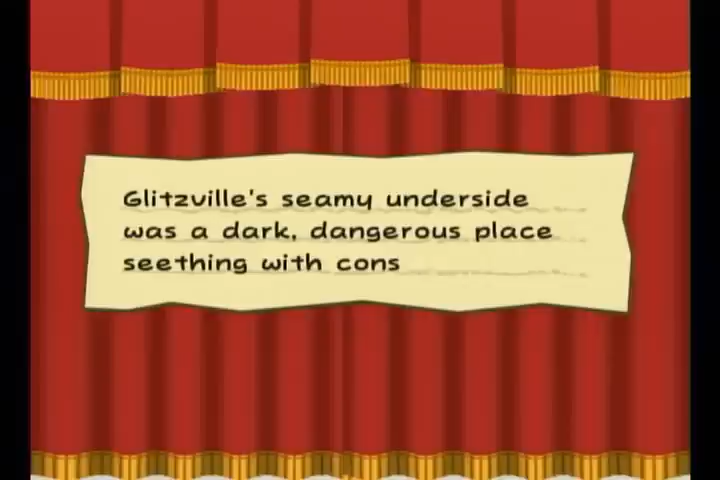 Glitzville's seamy underside
was a dark, dangerous place
seething with cons